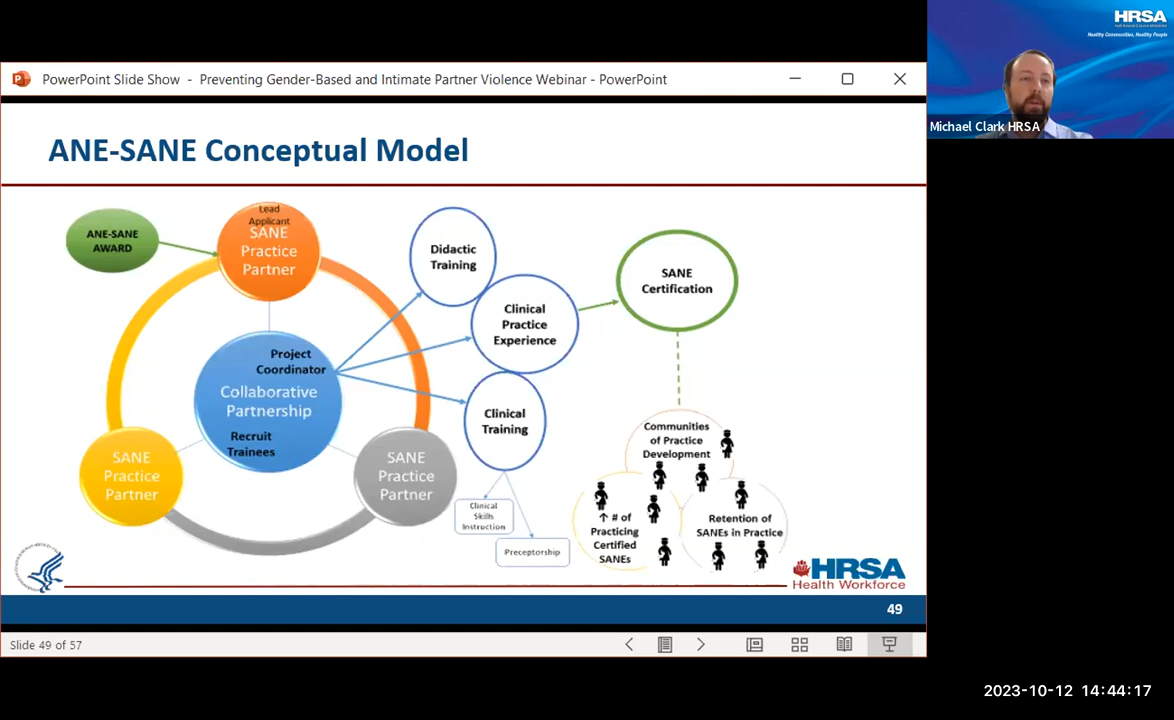 PowerPoint Slide Show - Preventing Gender-Based and Intimate Partner Violence Webinar - PowerPoint
HRSA
Healthy Communities, Healthy People
Michael Clark HRSA
ANE-SANE Conceptual Model
ANE-SANE
AWARD
Lead
Applicant
SANE
Practice
Partner
Project
Coordinator
Collaborative
Partnership
Recruit
Trainees
SANE
Practice
Partner
SANE
Practice
Partner
Didactic
Training
Clinical
Practice
Experience
Clinical
Training
Clinical
Skills
Instruction
Preceptorship
SANE
Certification
Communities
of Practice
Development
↑ # of
Practicing
Certified
SANEs
Retention of
SANEs in Practice
HRSA
Health Workforce
49
Slide 49 of 57
2023-10-12 14:44:17